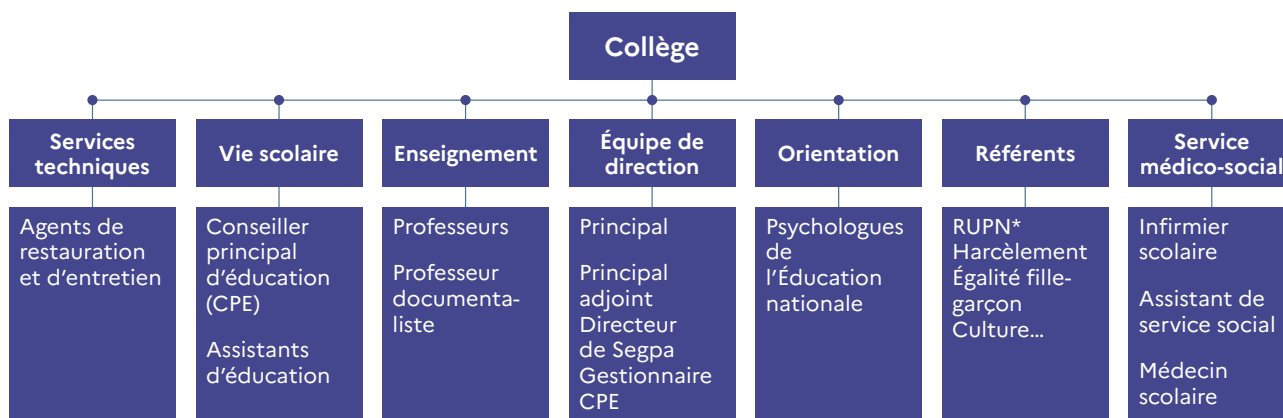 Collège
Services
techniques
Agents de
restauration
et d’entretien
Vie scolaire
Conseiller
principal
d’éducation
(CPE)
Assistants
d’éducation
Enseignement
Professeurs
Professeur
documenta-
liste
Équipe de
direction
Principal
Principal
adjoint
Directeur
de Segpa
Gestionnaire
CPE
Orientation
Psychologues
de
l’Éducation
nationale
Référents
RUPN*
Harcèlement
Égalité fille-
garçon
Culture…
Service
médico-social
Infirmier
scolaire
Assistant de
service social
Médecin
scolaire